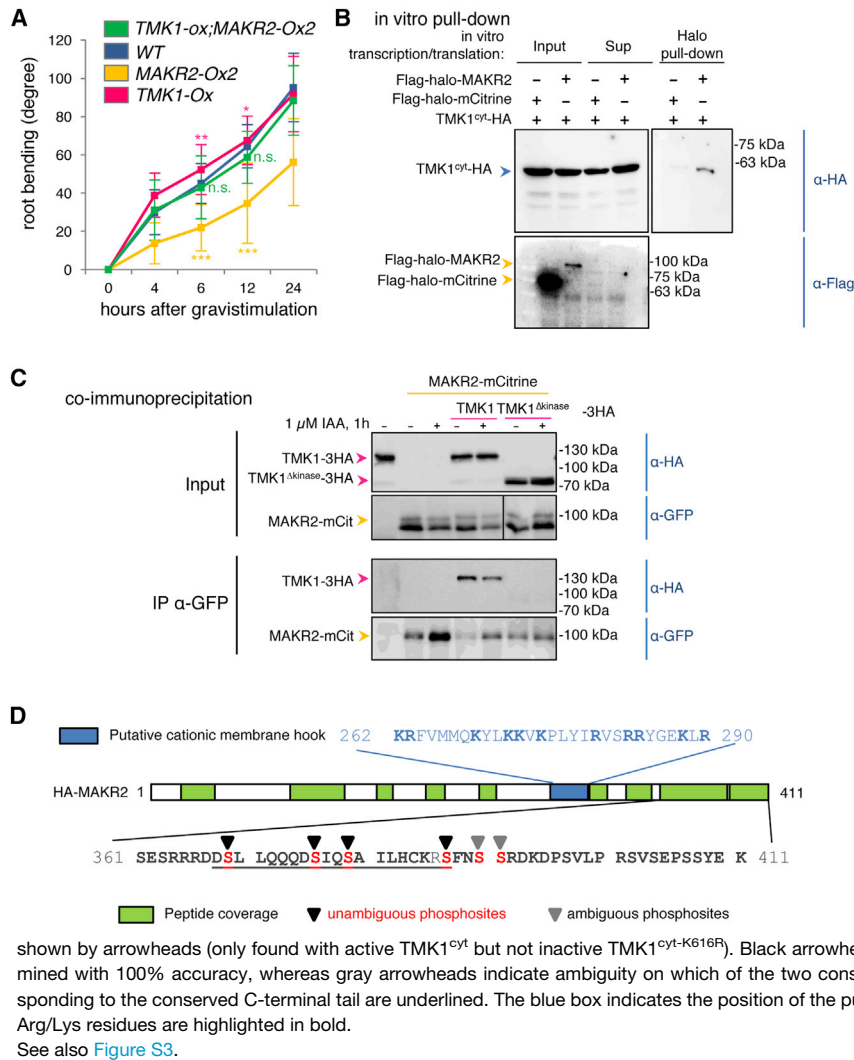 A
TMK1-ox;MAKR2-Ox2
WT
MAKR2-Ox2
TMK1-Ox
root bending (degree)
120
100
80
60
40
20
0
** * n.s. n.s. *** ***
0 4 6 12 24
hours after gravistimulation
B
in vitro pull-down
in vitro
transcription/translation:
Input Sup Halo pull-down
Flag-halo-MAKR2 – + – + – +
Flag-halo-mCitrine + – + – + –
TMK1cyt-HA + + + + + +
TMK1cyt-HA
-75 kDa
-63 kDa
α-HA
Flag-halo-MAKR2
Flag-halo-mCitrine
-100 kDa
-75 kDa
-63 kDa
α-Flag
C
co-immunoprecipitation
MAKR2-mCitrine
TMK1 TMK1Δkinase -3HA
1 µM IAA, 1h – – + – + – +
Input
TMK1-3HA
TMK1Δkinase-3HA
-130 kDa
-100 kDa
-70 kDa
α-HA
MAKR2-mCit
-100 kDa
α-GFP
IP α-GFP
TMK1-3HA
-130 kDa
-100 kDa
-70 kDa
α-HA
MAKR2-mCit
-100 kDa
α-GFP
D
Putative cationic membrane hook
262 KRFVMMQKYLKKVKPLYIRVSRRYGEKLR 290
HA-MAKR2 1 411
361 SESRRRDDSL LQQQDSIQSA ILHCKRSFNS SRDKDPSVLP RSVSEPSSYE K 411
Peptide coverage unambiguous phosphosites ambiguous phosphosites
shown by arrowheads (only found with active TMK1cyt but not inactive TMK1cyt-K616R). Black arrowhe
mined with 100% accuracy, whereas gray arrowheads indicate ambiguity on which of the two cons
sponding to the conserved C-terminal tail are underlined. The blue box indicates the position of the pu
Arg/Lys residues are highlighted in bold.
See also Figure S3.